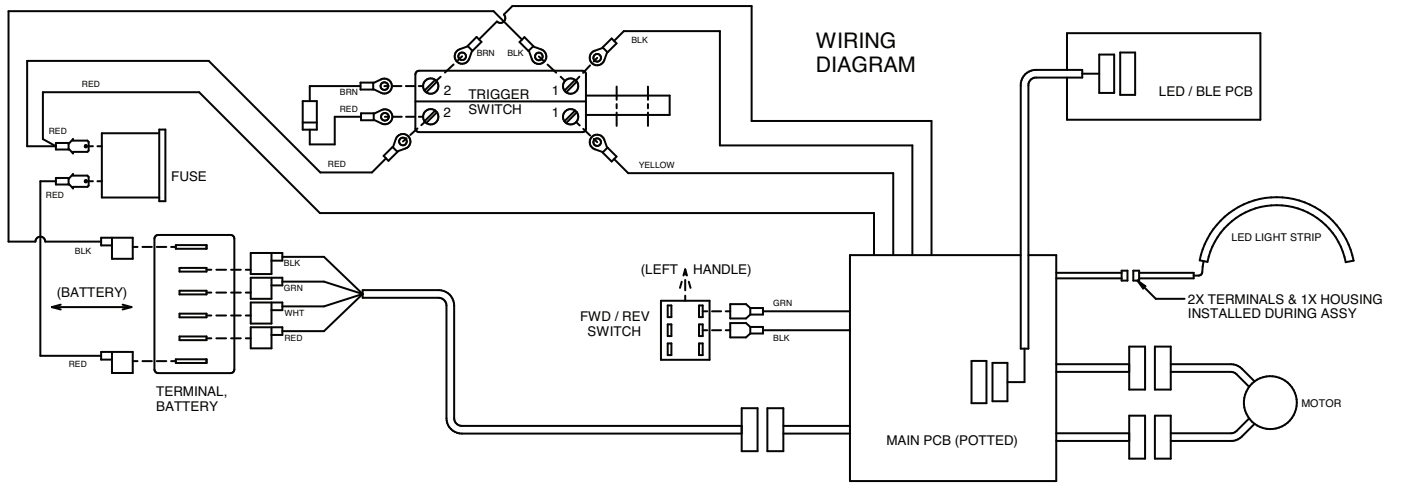 WIRING
DIAGRAM
BRN
BLK
BLK
LED / BLE PCB
RED
BRN
2
TRIGGER
SWITCH
1
RED
2
1
RED
FUSE
RED
RED
YELLOW
BLK
BLK
(BATTERY)
GRN
WHT
RED
RED
TERMINAL,
BATTERY
(LEFT HANDLE)
FWD / REV
SWITCH
GRN
BLK
LED LIGHT STRIP
2X TERMINALS & 1X HOUSING
INSTALLED DURING ASSY
MOTOR
MAIN PCB (POTTED)